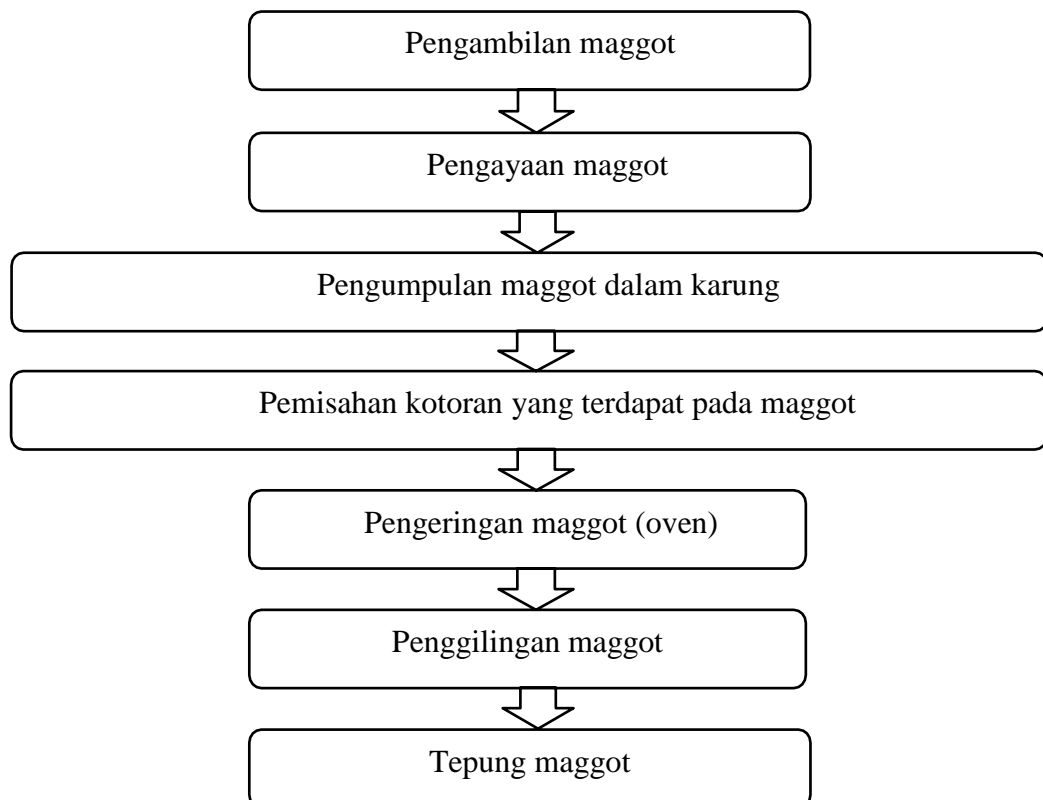 Pengambilan maggot
Pengayaan maggot
Pengumpulan maggot dalam karung
Pemisahan kotoran yang terdapat pada maggot
Pengeringan maggot (oven)
Penggilingan maggot
Tepung maggot